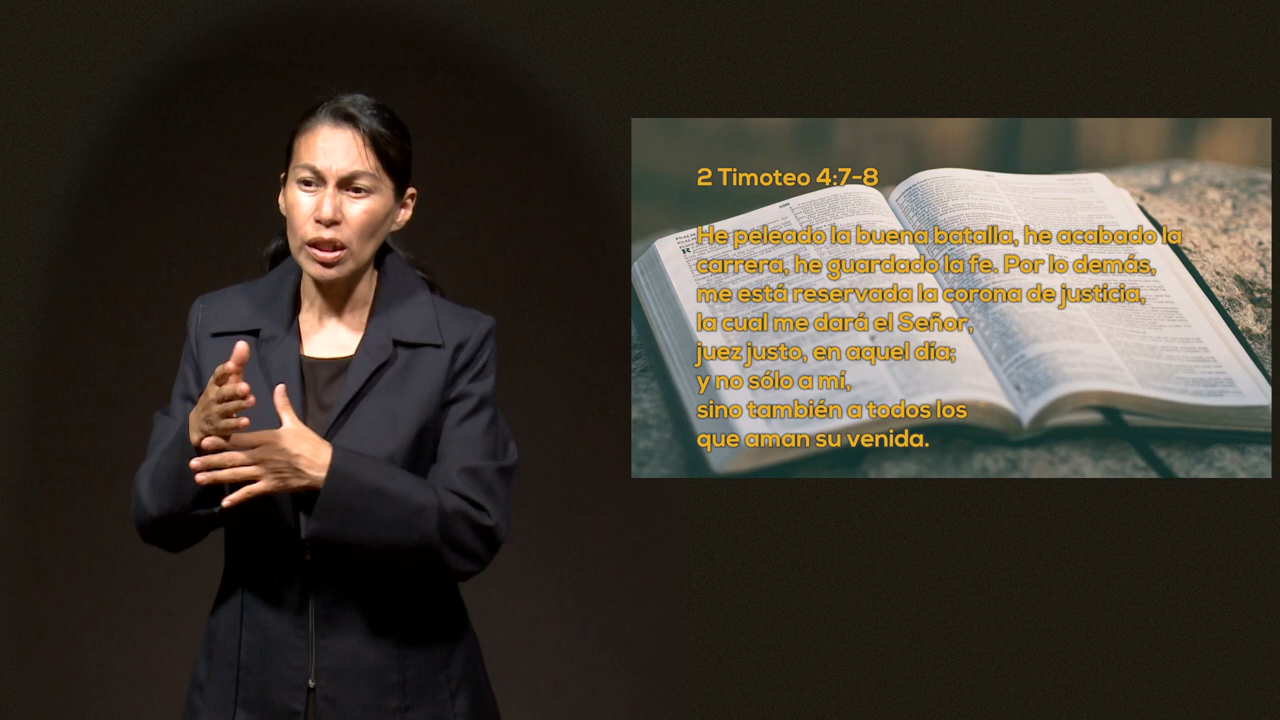 2 Timoteo 4:7-8
He peleado la buena batalla, he acabado la
carrera, he guardado la fe. Por lo demás,
me está reservada la corona de justicia,
la cual me dará el Señor,
juez justo, en aquel día;
y no sólo a mí,
sino también a todos los
que aman su venida.